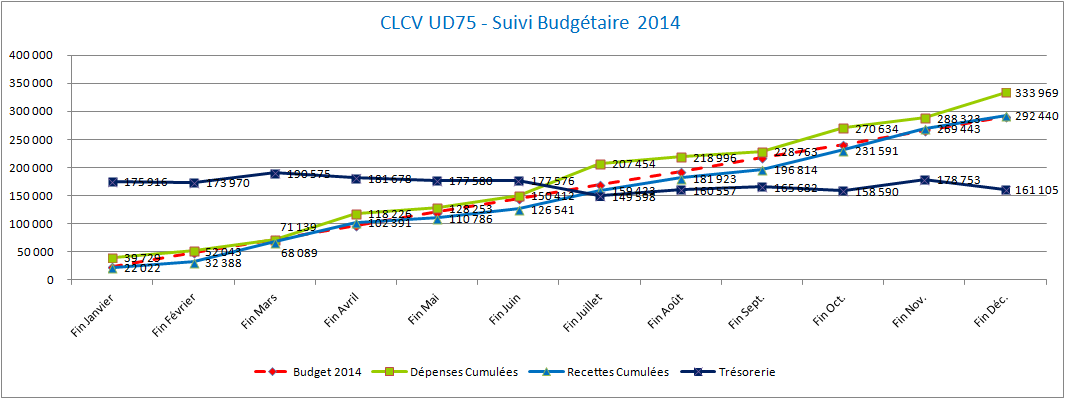 CLCV UD75 - Suivi Budgétaire 2014
400 000
350 000
300 000
250 000
200 000
150 000
100 000
50 000
0
175 916
173 970
190 575
181 678
177 580
177 576
149 598
160 557
165 682
158 590
178 753
161 105
39 729
52 043
71 139
118 226
128 253
150 412
207 454
218 996
228 763
270 634
288 323
333 969
22 022
32 388
68 089
102 391
110 786
126 541
181 923
196 814
231 591
269 443
292 440
Fin Janvier
Fin Février
Fin Mars
Fin Avril
Fin Mai
Fin Juin
Fin Juillet
Fin Août
Fin Sept.
Fin Oct.
Fin Nov.
Fin Déc.
Budget 2014
Dépenses Cumulées
Recettes Cumulées
Trésorerie